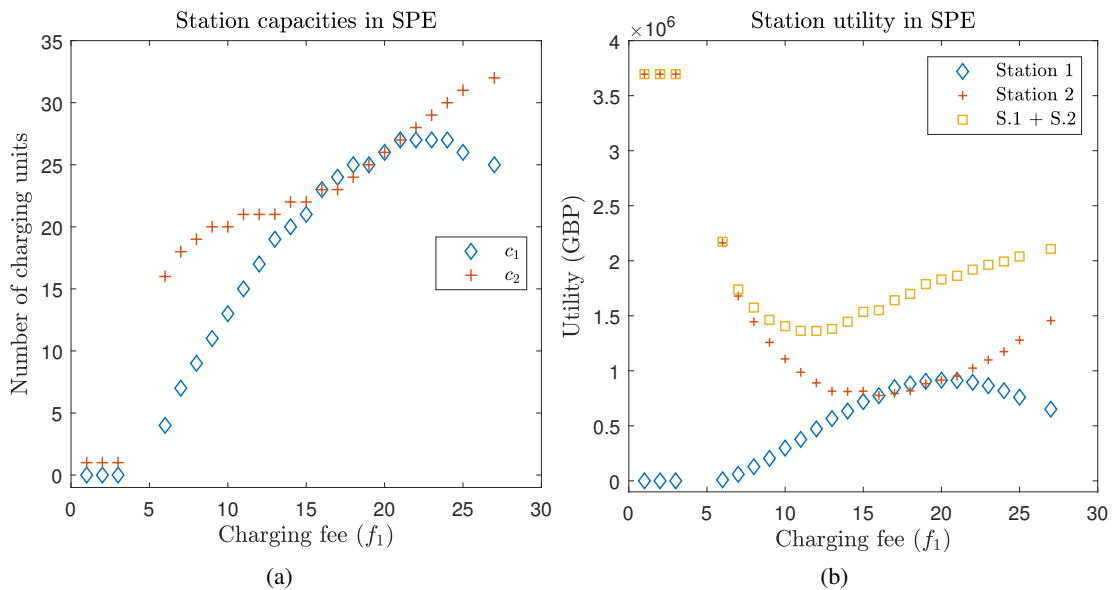 Station capacities in SPE
35
30
25
20
15
10
5
0
Number of charging units
c₁
c₂
0 5 10 15 20 25 30
Charging fee (f₁)
(a)
Station utility in SPE
×10⁶
4
3.5
3
2.5
2
1.5
1
0.5
0
Utility (GBP)
Station 1
Station 2
S.1 + S.2
0 5 10 15 20 25 30
Charging fee (f₁)
(b)